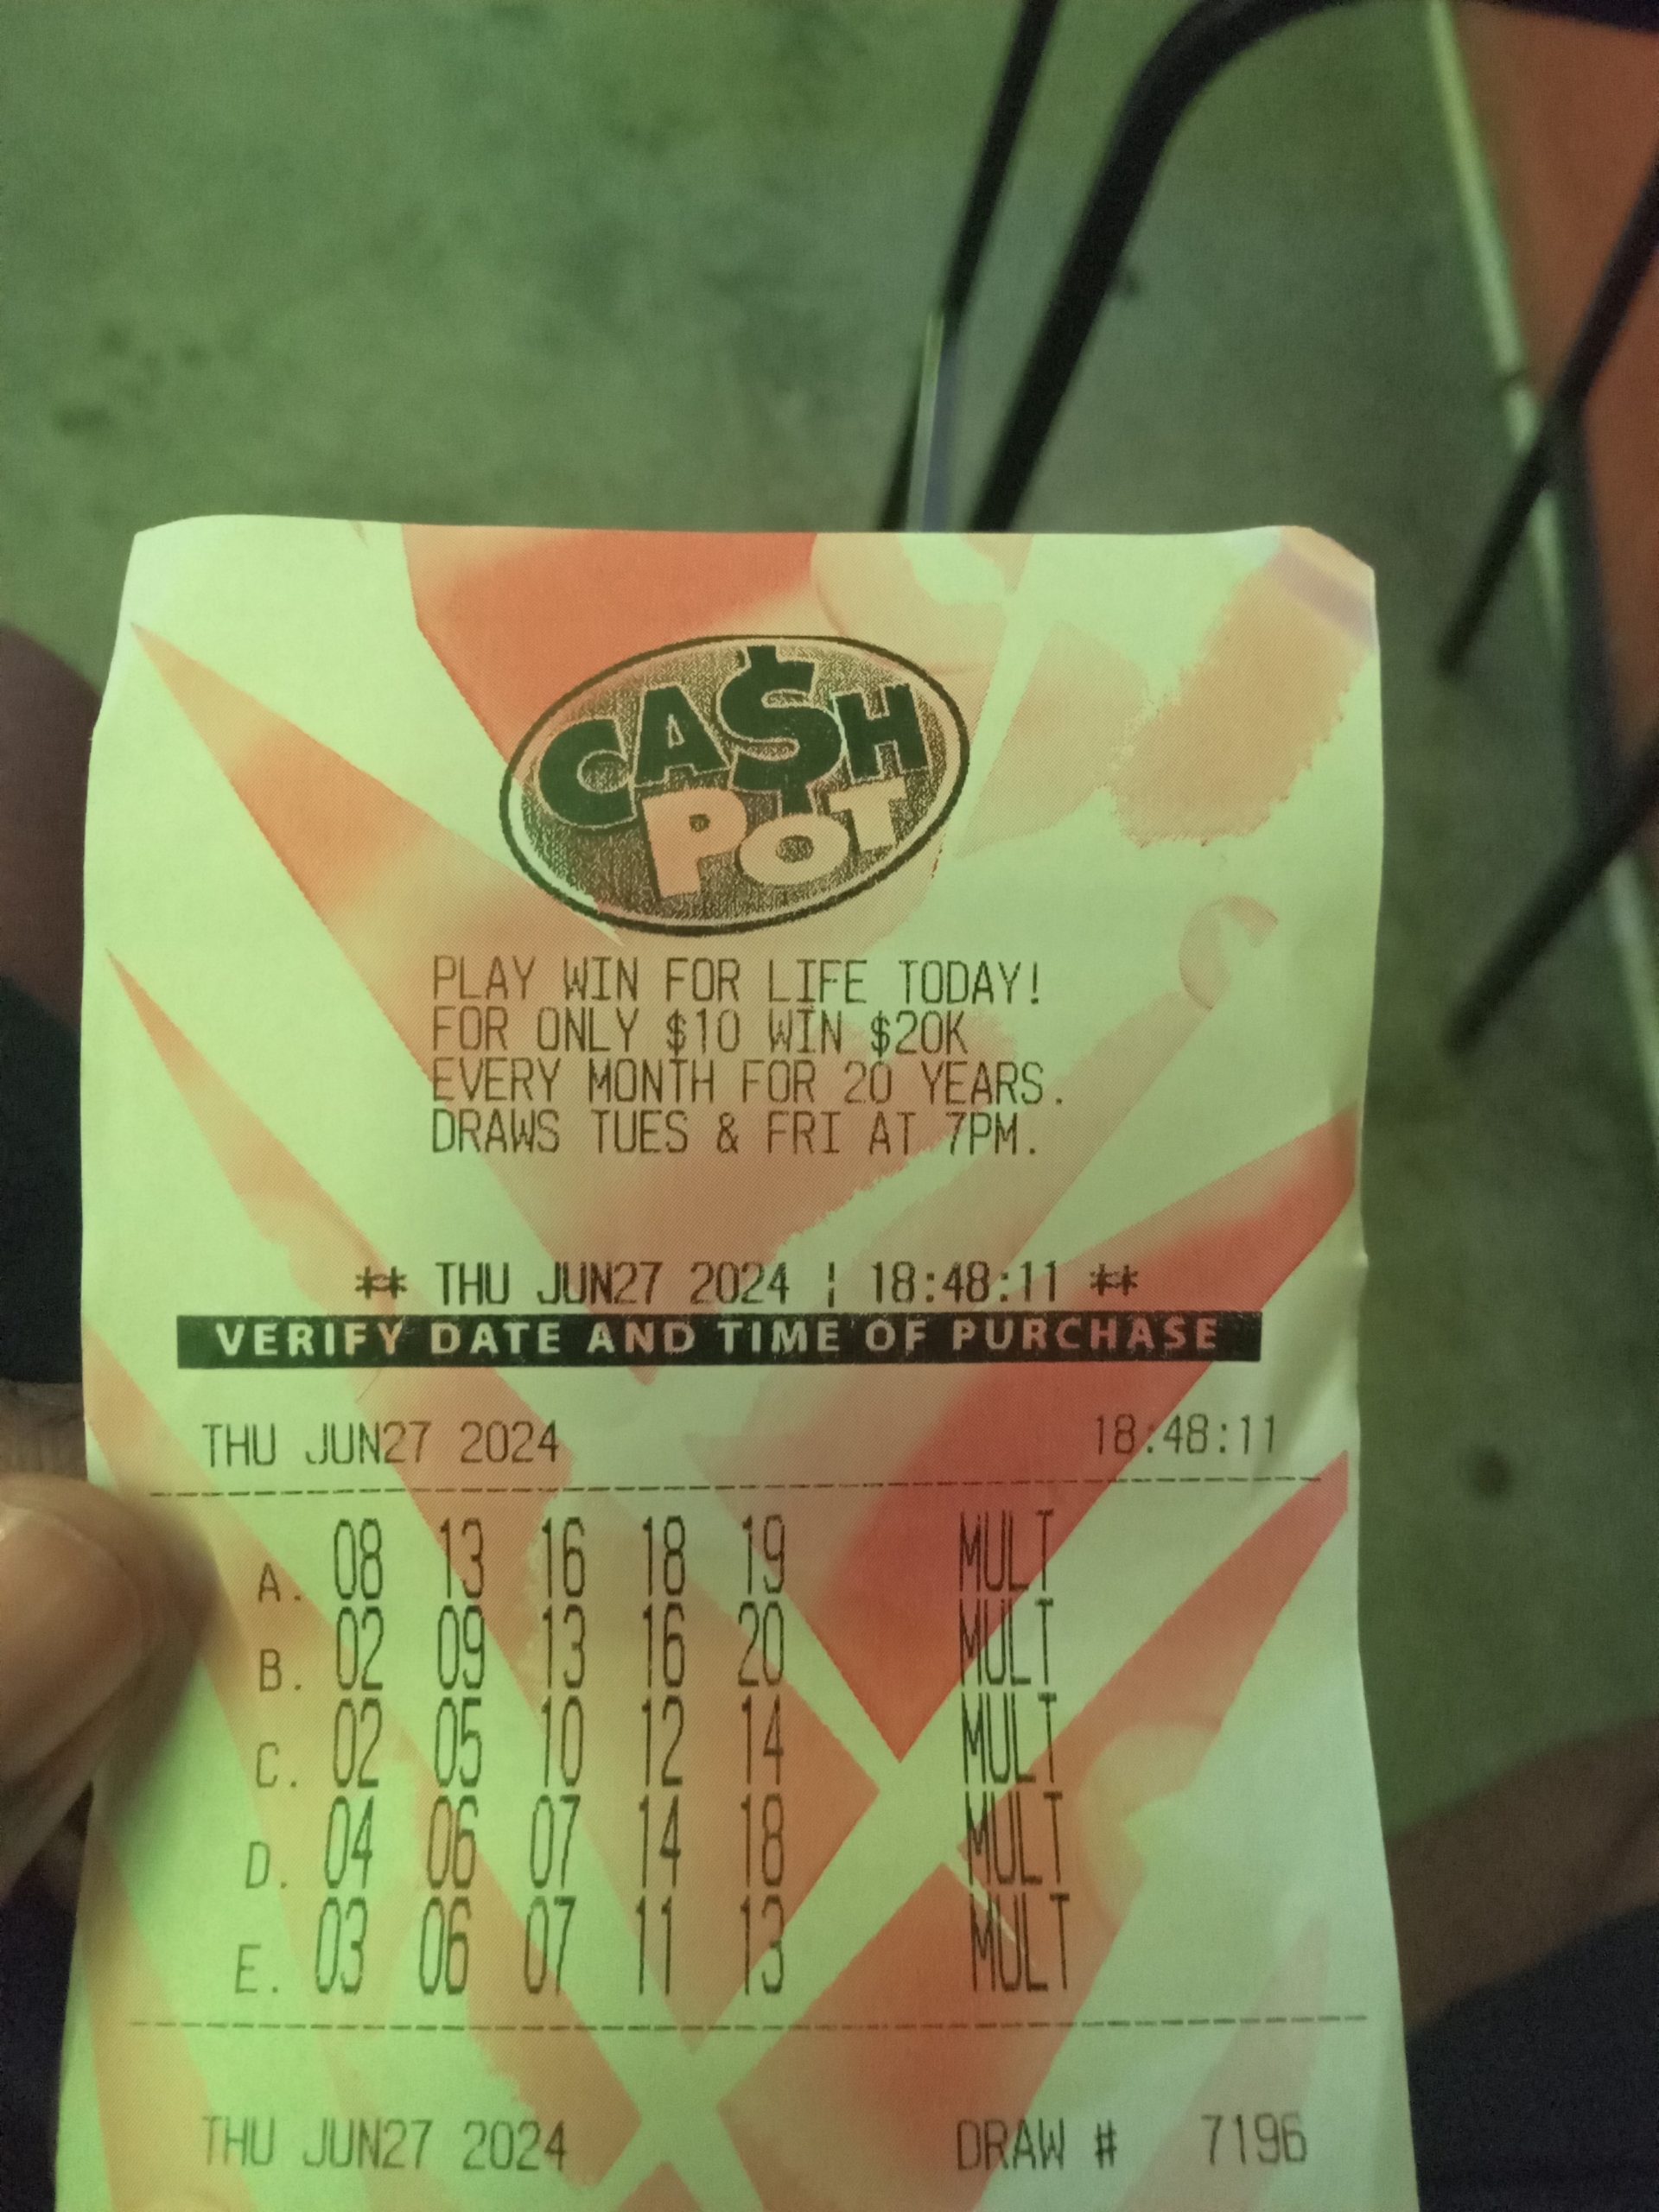 CA$H
POT
PLAY WIN FOR LIFE TODAY!
FOR ONLY $10 WIN $20K
EVERY MONTH FOR 20 YEARS.
DRAWS TUES & FRI AT 7PM.
** THU JUN27 2024 ¦ 18:48:11 **
VERIFY DATE AND TIME OF PURCHASE
THU JUN27 2024 18:48:11
A. 08 13 16 18 19 MULT
B. 02 09 13 16 20 MULT
C. 02 05 10 12 14 MULT
D. 04 06 07 14 18 MULT
E. 03 06 07 11 13 MULT
THU JUN27 2024 DRAW # 7196